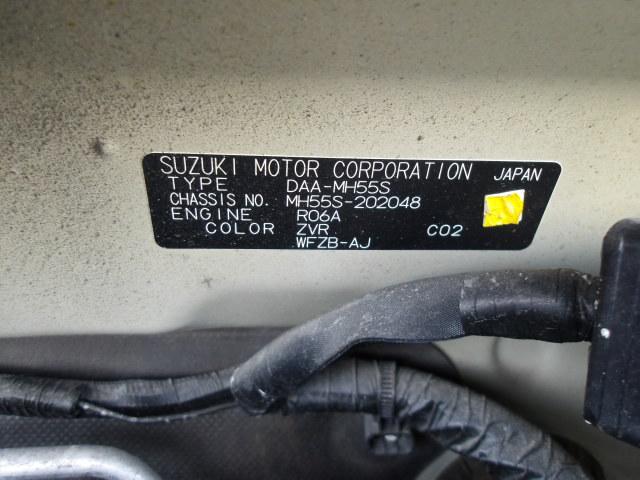 SUZUKI MOTOR CORPORATION JAPAN
TYPE DAA-MH55S
CHASSIS NO. MH55S-202048
ENGINE R06A
COLOR ZVR C02
WFZB-AJ